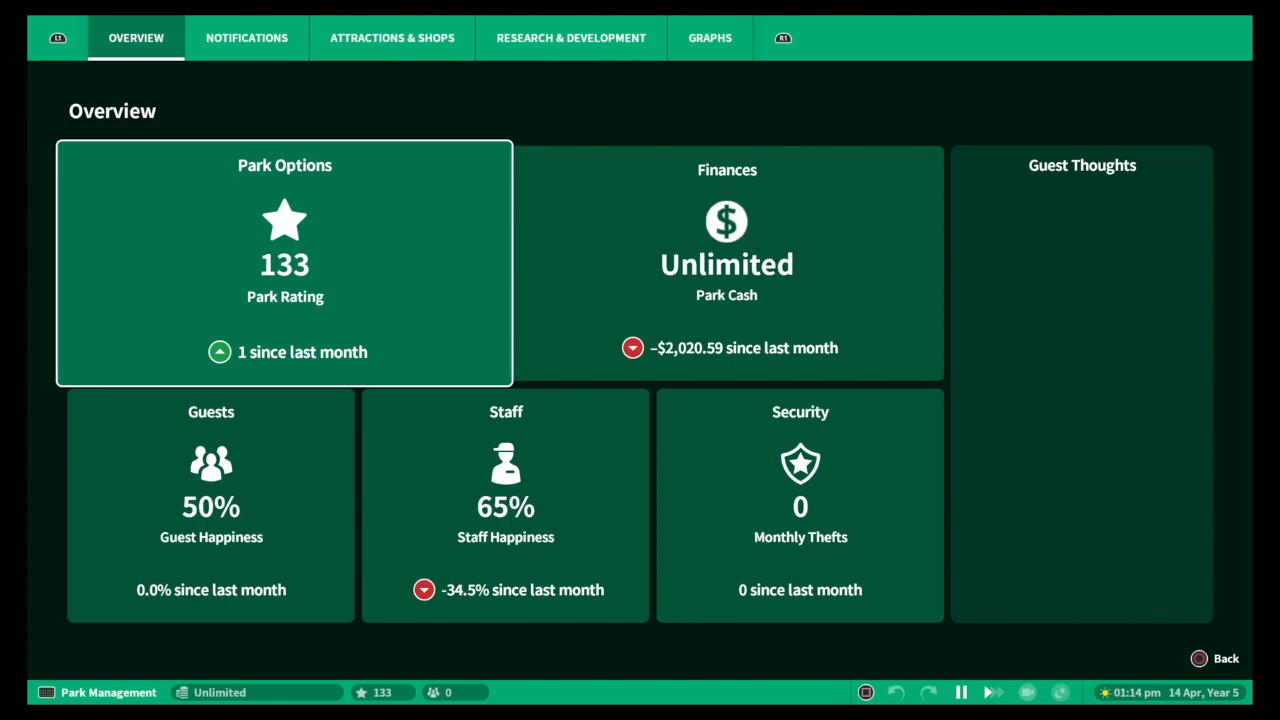 L1
OVERVIEW
NOTIFICATIONS
ATTRACTIONS & SHOPS
RESEARCH & DEVELOPMENT
GRAPHS
R1
Overview
Park Options
133
Park Rating
1 since last month
Finances
$
Unlimited
Park Cash
–$2,020.59 since last month
Guest Thoughts
Guests
50%
Guest Happiness
0.0% since last month
Staff
65%
Staff Happiness
-34.5% since last month
Security
0
Monthly Thefts
0 since last month
Back
Park Management
Unlimited
133
0
01:14 pm 14 Apr, Year 5